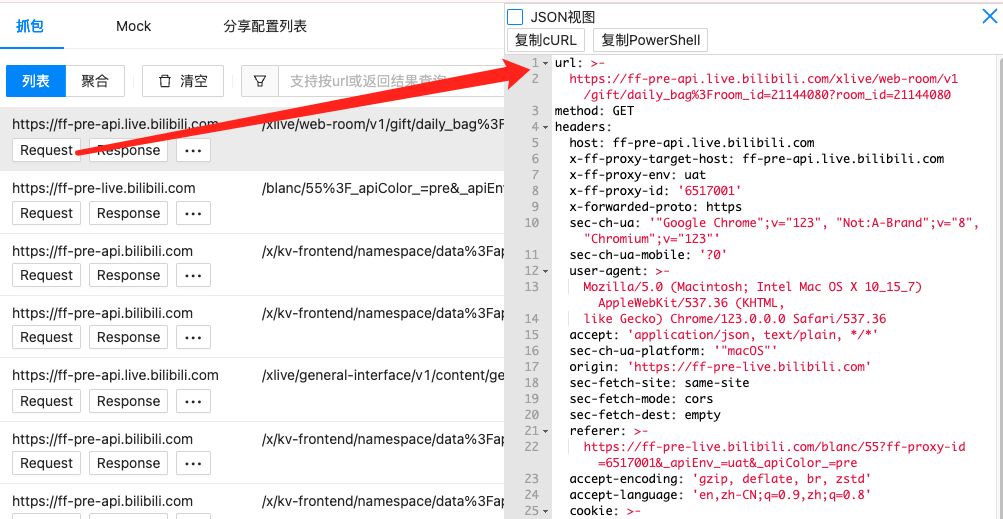 抓包 Mock 分享配置列表
列表 聚合 清空 支持按url或返回结果查询
https://ff-pre-api.live.bilibili.com /xlive/web-room/v1/gift/daily_bag%3F
Request Response ...
https://ff-pre-live.bilibili.com /blanc/55%3F_apiColor_=pre&_apiEnv
Request Response ...
https://ff-pre-api.bilibili.com /x/kv-frontend/namespace/data%3Fap
Request Response ...
https://ff-pre-api.bilibili.com /x/kv-frontend/namespace/data%3Fap
Request Response ...
https://ff-pre-api.live.bilibili.com /xlive/general-interface/v1/content/ge
Request Response ...
https://ff-pre-api.bilibili.com /x/kv-frontend/namespace/data%3Fap
Request Response ...
https://ff-pre-api.bilibili.com /x/kv-frontend/namespace/data%3Fap
JSON视图
复制cURL 复制PowerShell
1 url: >-
2 https://ff-pre-api.live.bilibili.com/xlive/web-room/v1
/gift/daily_bag%3Froom_id=21144080?room_id=21144080
3 method: GET
4 headers:
5 host: ff-pre-api.live.bilibili.com
6 x-ff-proxy-target-host: ff-pre-api.live.bilibili.com
7 x-ff-proxy-env: uat
8 x-ff-proxy-id: '6517001'
9 x-forwarded-proto: https
10 sec-ch-ua: '"Google Chrome";v="123", "Not:A-Brand";v="8",
"Chromium";v="123"'
11 sec-ch-ua-mobile: '?0'
12 user-agent: >-
13 Mozilla/5.0 (Macintosh; Intel Mac OS X 10_15_7)
AppleWebKit/537.36 (KHTML,
14 like Gecko) Chrome/123.0.0.0 Safari/537.36
15 accept: 'application/json, text/plain, */*'
16 sec-ch-ua-platform: '"macOS"'
17 origin: 'https://ff-pre-live.bilibili.com'
18 sec-fetch-site: same-site
19 sec-fetch-mode: cors
20 sec-fetch-dest: empty
21 referer: >-
22 https://ff-pre-live.bilibili.com/blanc/55?ff-proxy-id
=6517001&_apiEnv_=uat&_apiColor_=pre
23 accept-encoding: 'gzip, deflate, br, zstd'
24 accept-language: 'en,zh-CN;q=0.9,zh;q=0.8'
25 cookie: >-